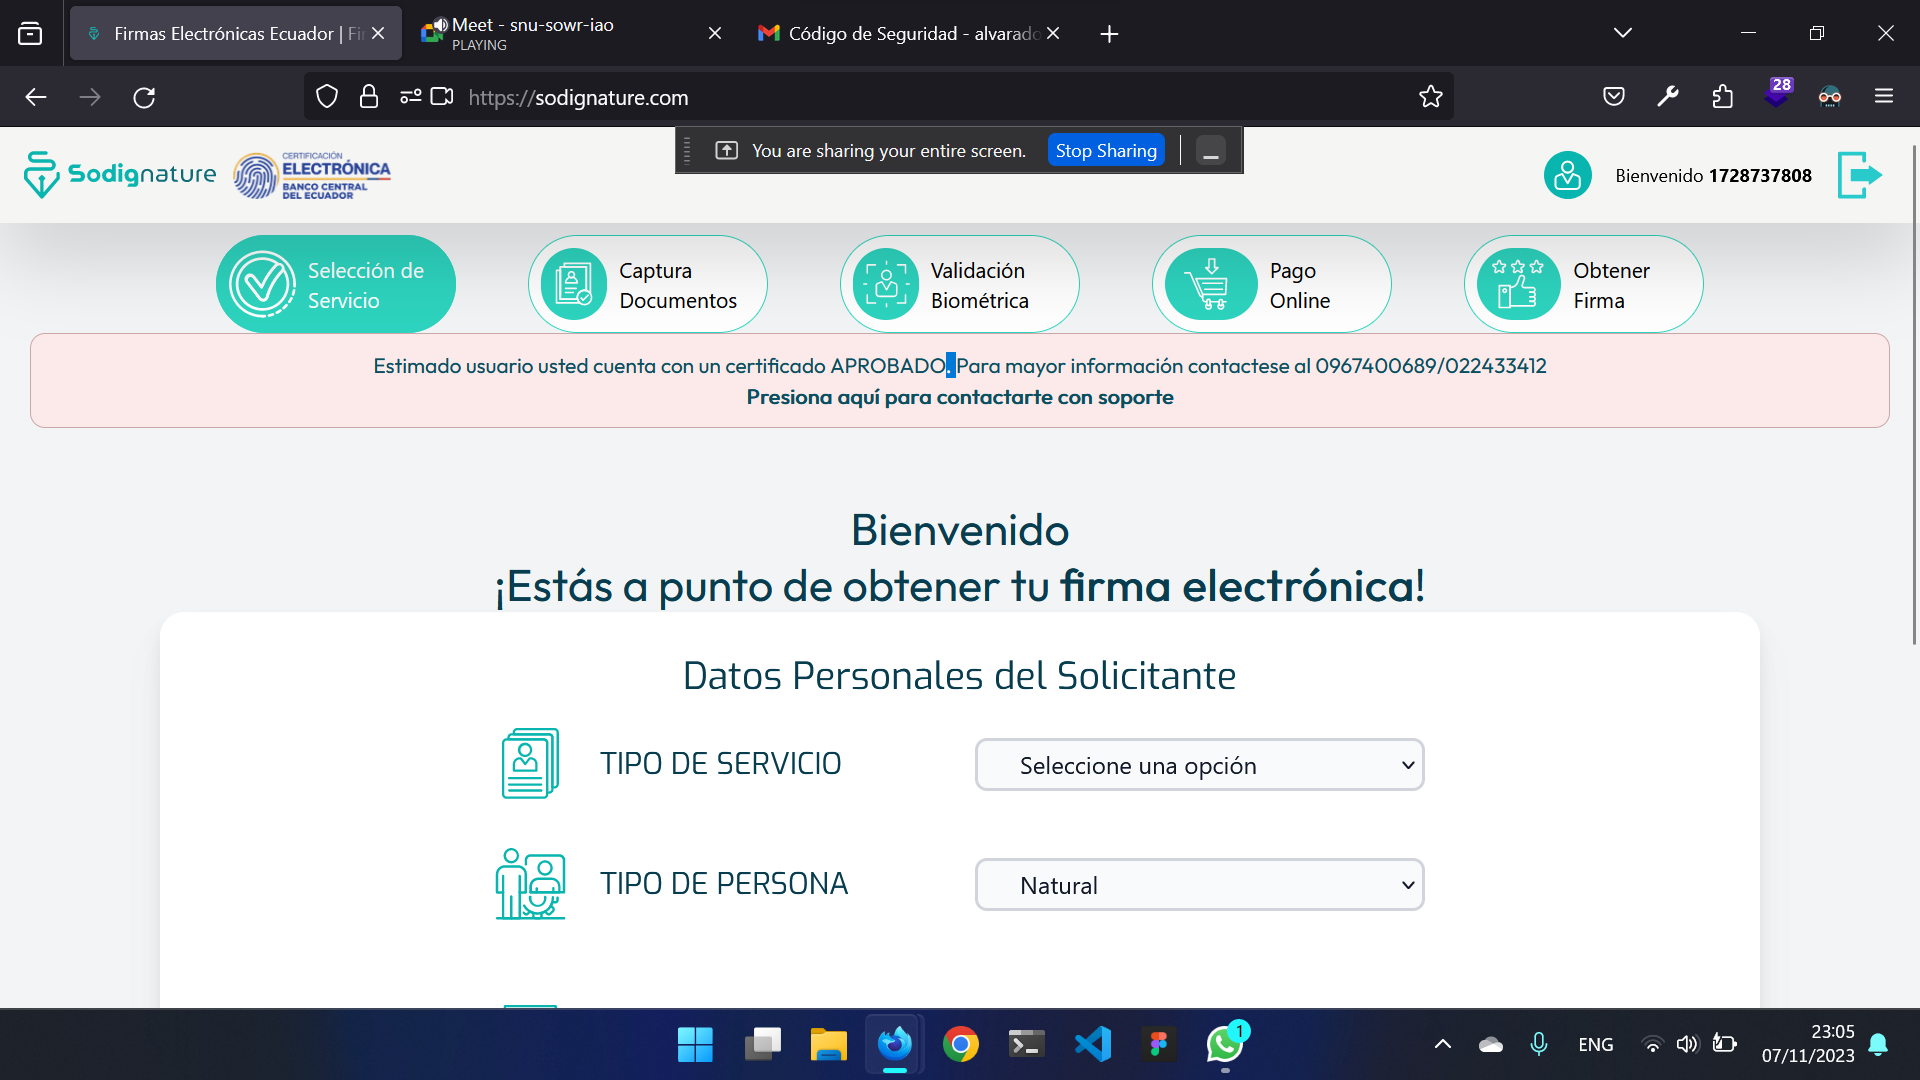 Firmas Electrónicas Ecuador | Fi
Meet - snu-sowr-iao
PLAYING
Código de Seguridad - alvarado
https://sodignature.com
28
You are sharing your entire screen.
Stop Sharing
Sodignature
CERTIFICACIÓN
ELECTRÓNICA
BANCO CENTRAL
DEL ECUADOR
Bienvenido 1728737808
Selección de
Servicio
Captura
Documentos
Validación
Biométrica
Pago
Online
Obtener
Firma
Estimado usuario usted cuenta con un certificado APROBADO. Para mayor información contactese al 0967400689/022433412
Presiona aquí para contactarte con soporte
Bienvenido
¡Estás a punto de obtener tu firma electrónica!
Datos Personales del Solicitante
TIPO DE SERVICIO
Seleccione una opción
TIPO DE PERSONA
Natural
1
ENG
23:05
07/11/2023